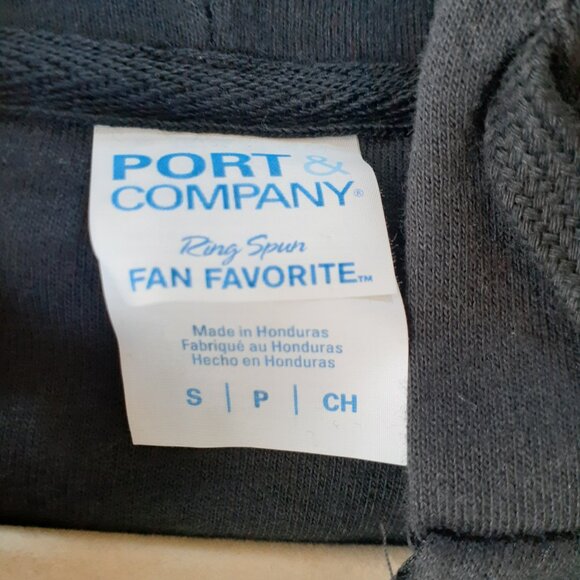 PORT &
COMPANY®
Ring Spun
FAN FAVORITE™
Made in Honduras
Fabriqué au Honduras
Hecho en Honduras
S | P | CH